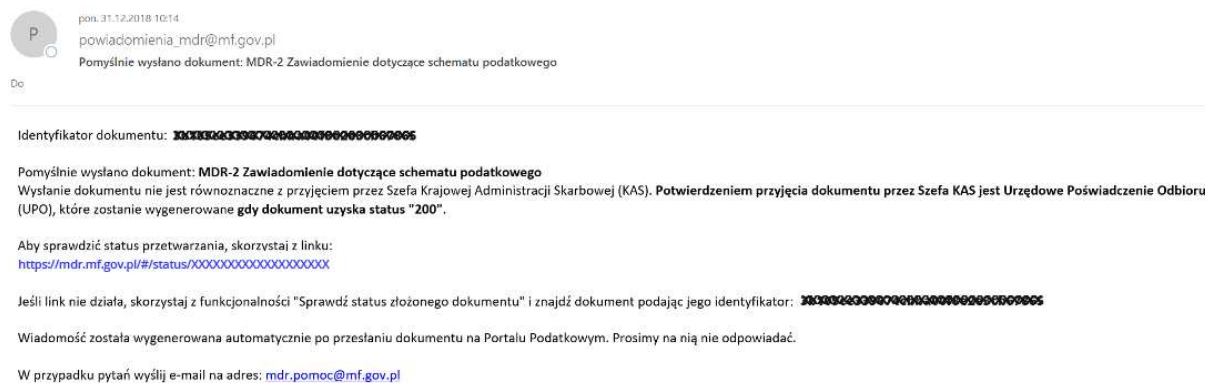 P
pon. 31.12.2018 10:14
powiadomienia_mdr@mf.gov.pl
Pomyślnie wysłano dokument: MDR-2 Zawiadomienie dotyczące schematu podatkowego
Do
Identyfikator dokumentu:
Pomyślnie wysłano dokument: MDR-2 Zawiadomienie dotyczące schematu podatkowego
Wysłanie dokumentu nie jest równoznaczne z przyjęciem przez Szefa Krajowej Administracji Skarbowej (KAS). Potwierdzeniem przyjęcia dokumentu przez Szefa KAS jest Urzędowe Poświadczenie Odbioru
(UPO), które zostanie wygenerowane gdy dokument uzyska status "200".
Aby sprawdzić status przetwarzania, skorzystaj z linku:
https://mdr.mf.gov.pl/#/status/XXXXXXXXXXXXXXXXXXX
Jeśli link nie działa, skorzystaj z funkcjonalności "Sprawdź status złożonego dokumentu" i znajdź dokument podając jego identyfikator:
Wiadomość została wygenerowana automatycznie po przesłaniu dokumentu na Portalu Podatkowym. Prosimy na nią nie odpowiadać.
W przypadku pytań wyślij e-mail na adres: mdr.pomoc@mf.gov.pl